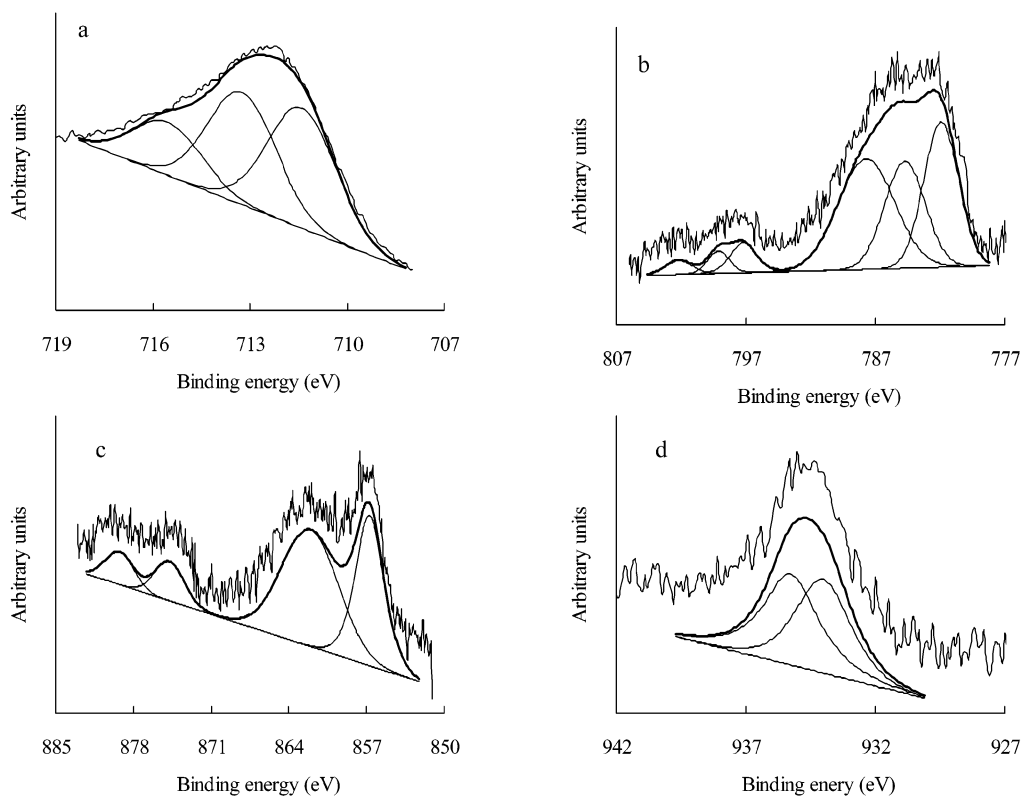 a
Arbitrary units
719 716 713 710 707
Binding energy (eV)
b
Arbitrary units
807 797 787 777
Binding energy (eV)
c
Arbitrary units
885 878 871 864 857 850
Binding energy (eV)
d
Arbitrary units
942 937 932 927
Binding enery (eV)